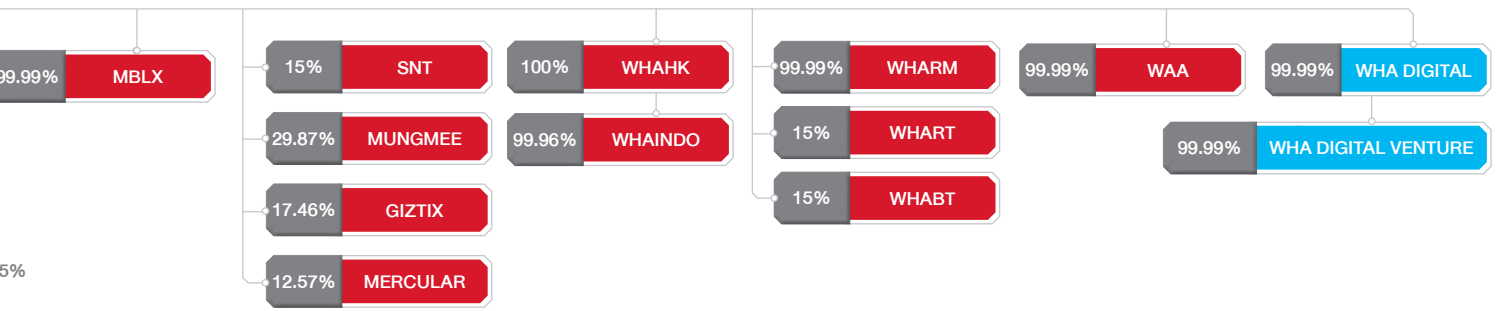 99.99% MBLX
15% SNT
29.87% MUNGMEE
17.46% GIZTIX
12.57% MERCULAR
100% WHAHK
99.96% WHAINDO
99.99% WHARM
15% WHART
15% WHABT
99.99% WAA
99.99% WHA DIGITAL
99.99% WHA DIGITAL VENTURE
5%